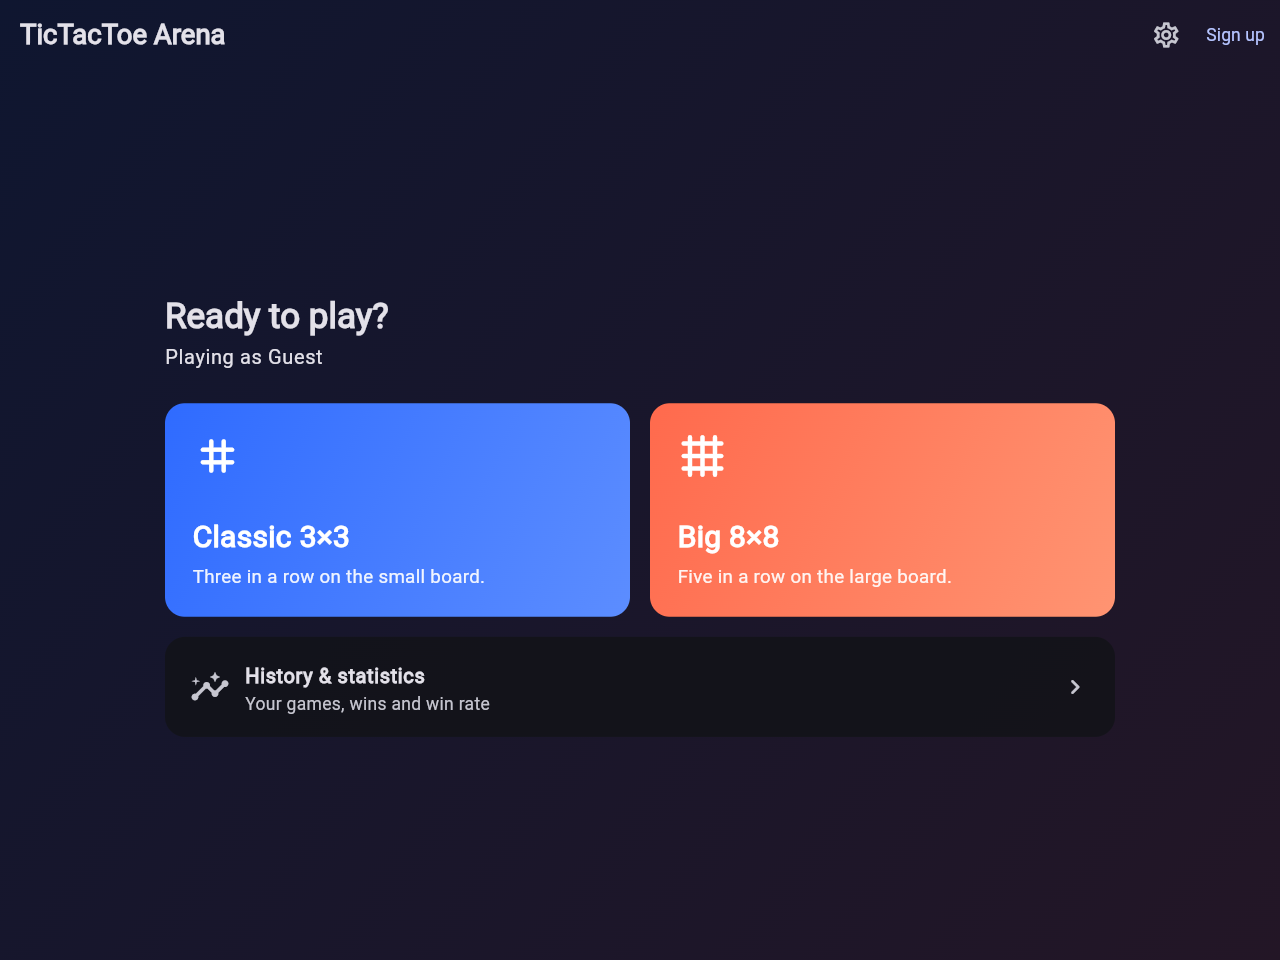 TicTacToe Arena
Sign up
Ready to play?
Playing as Guest
Classic 3×3
Three in a row on the small board.
Big 8×8
Five in a row on the large board.
History & statistics
Your games, wins and win rate